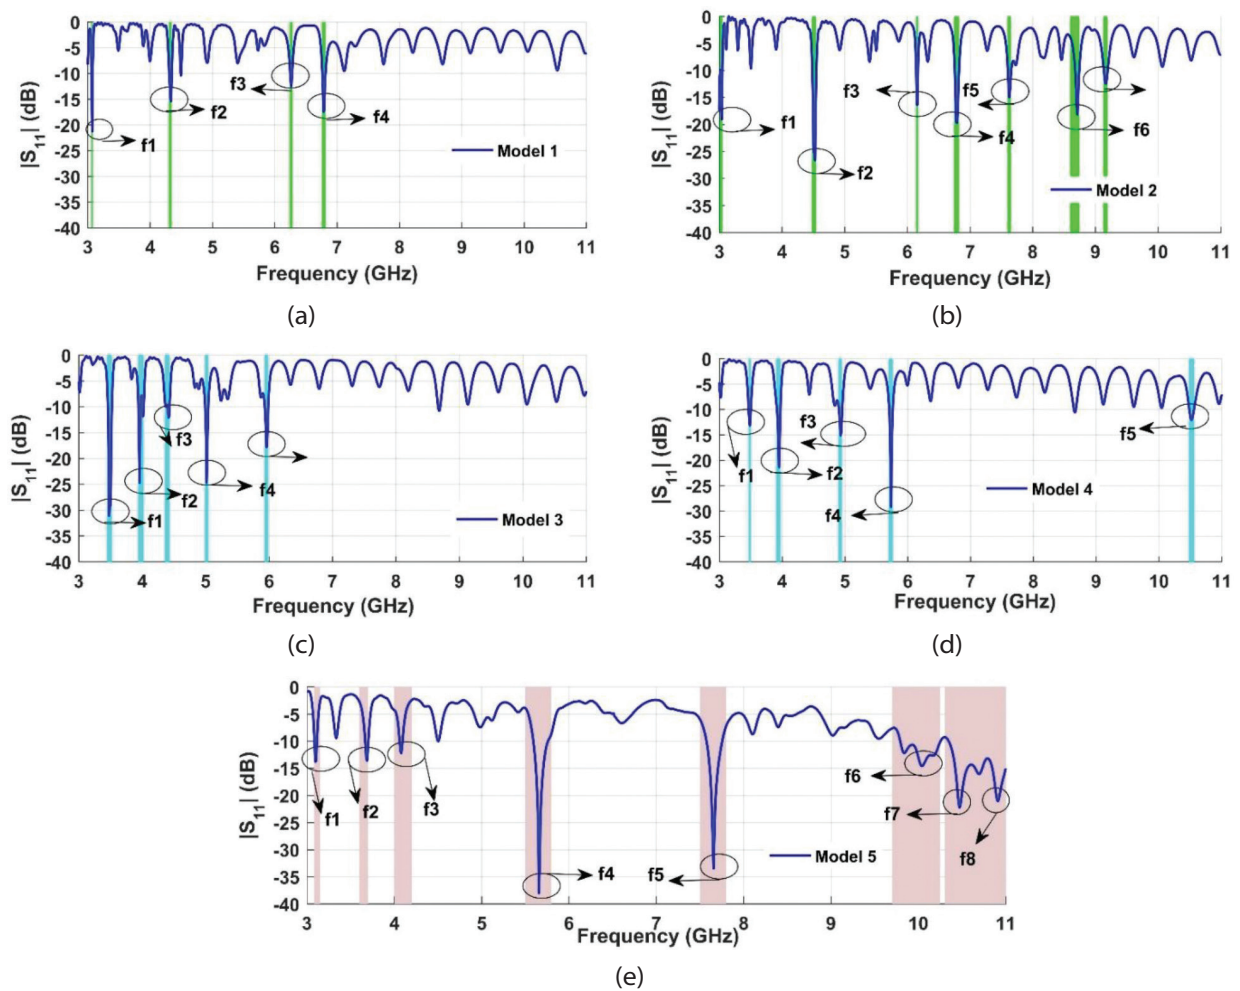 0
-5
-10
-15
-20
-25
-30
-35
-40
|S11| (dB)
f1
f2
f3
f4
Model 1
3 4 5 6 7 8 9 10 11
Frequency (GHz)
(a)
0
-5
-10
-15
-20
-25
-30
-35
-40
|S11| (dB)
f1
f2
f3
f4
f5
f6
Model 2
3 4 5 6 7 8 9 10 11
Frequency (GHz)
(b)
0
-5
-10
-15
-20
-25
-30
-35
-40
|S11| (dB)
f1
f2
f3
f4
Model 3
3 4 5 6 7 8 9 10 11
Frequency (GHz)
(c)
0
-5
-10
-15
-20
-25
-30
-35
-40
|S11| (dB)
f1
f2
f3
f4
f5
Model 4
3 4 5 6 7 8 9 10 11
Frequency (GHz)
(d)
0
-5
-10
-15
-20
-25
-30
-35
-40
|S11| (dB)
f1
f2
f3
f4
f5
f6
f7
f8
Model 5
3 4 5 6 7 8 9 10 11
Frequency (GHz)
(e)